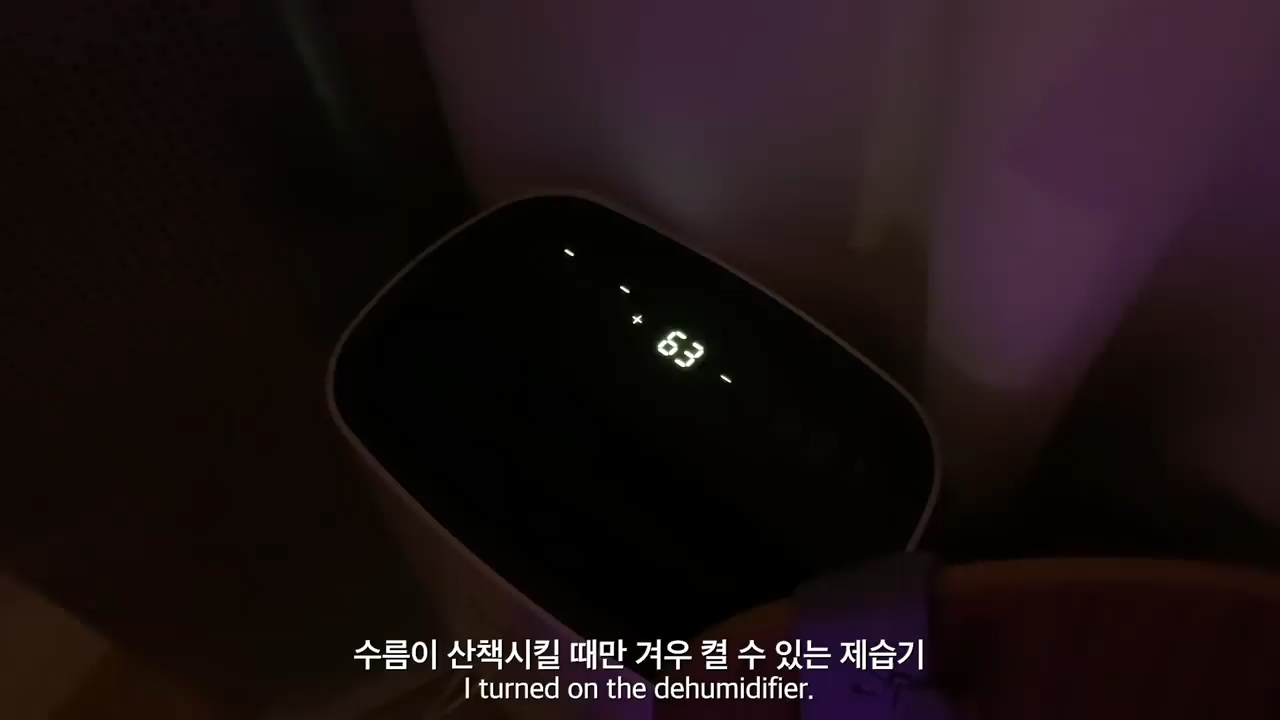 63
수름이 산책시킬 때만 겨우 켤 수 있는 제습기
I turned on the dehumidifier.